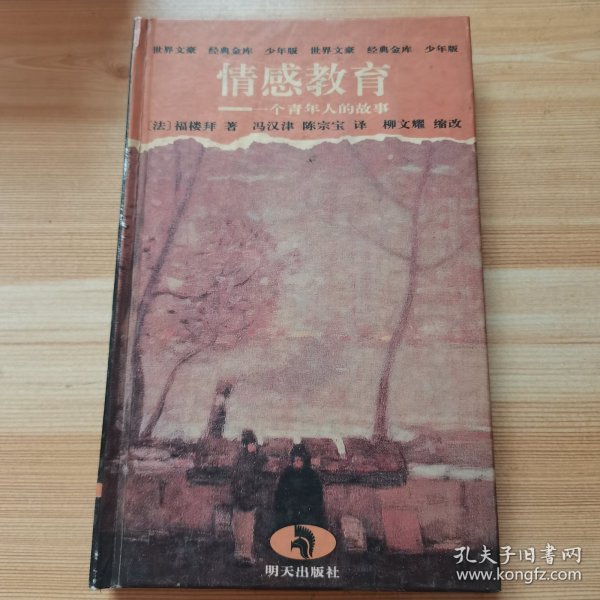 世界文豪 经典金库 少年版 世界文豪 经典金库 少年版
情感教育
——一个青年人的故事
[法]福楼拜 著 冯汉津 陈宗宝 译 柳文耀 缩改
明天出版社
孔夫子旧书网
www.kongfz.com